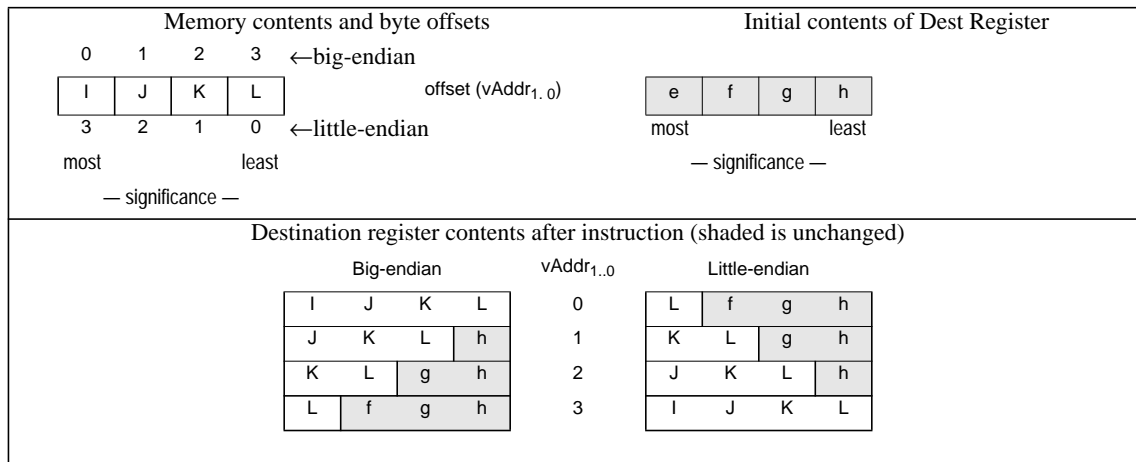 Memory contents and byte offsets
Initial contents of Dest Register
0 1 2 3 ←big-endian
I J K L offset (vAddr1. 0)
e f g h
3 2 1 0 ←little-endian
most least
most least
— significance —
— significance —
Destination register contents after instruction (shaded is unchanged)
Big-endian vAddr1..0 Little-endian
I J K L 0 L f g h
J K L h 1 K L g h
K L g h 2 J K L h
L f g h 3 I J K L